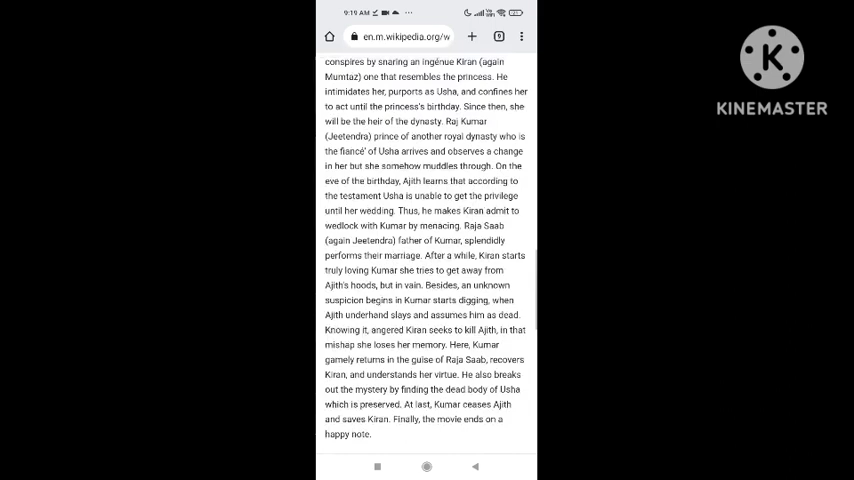 9:19 AM
en.m.wikipedia.org/w
9
conspires by snaring an ingénue Kiran (again
Mumtaz) one that resembles the princess. He
intimidates her, purports as Usha, and confines her
to act until the princess's birthday. Since then, she
will be the heir of the dynasty. Raj Kumar
(Jeetendra) prince of another royal dynasty who is
the fiancé' of Usha arrives and observes a change
in her but she somehow muddles through. On the
eve of the birthday, Ajith learns that according to
the testament Usha is unable to get the privilege
until her wedding. Thus, he makes Kiran admit to
wedlock with Kumar by menacing. Raja Saab
(again Jeetendra) father of Kumar, splendidly
performs their marriage. After a while, Kiran starts
truly loving Kumar she tries to get away from
Ajith's hoods, but in vain. Besides, an unknown
suspicion begins in Kumar starts digging, when
Ajith underhand slays and assumes him as dead.
Knowing it, angered Kiran seeks to kill Ajith, in that
mishap she loses her memory. Here, Kumar
gamely returns in the guise of Raja Saab, recovers
Kiran, and understands her virtue. He also breaks
out the mystery by finding the dead body of Usha
which is preserved. At last, Kumar ceases Ajith
and saves Kiran. Finally, the movie ends on a
happy note.
KINEMASTER